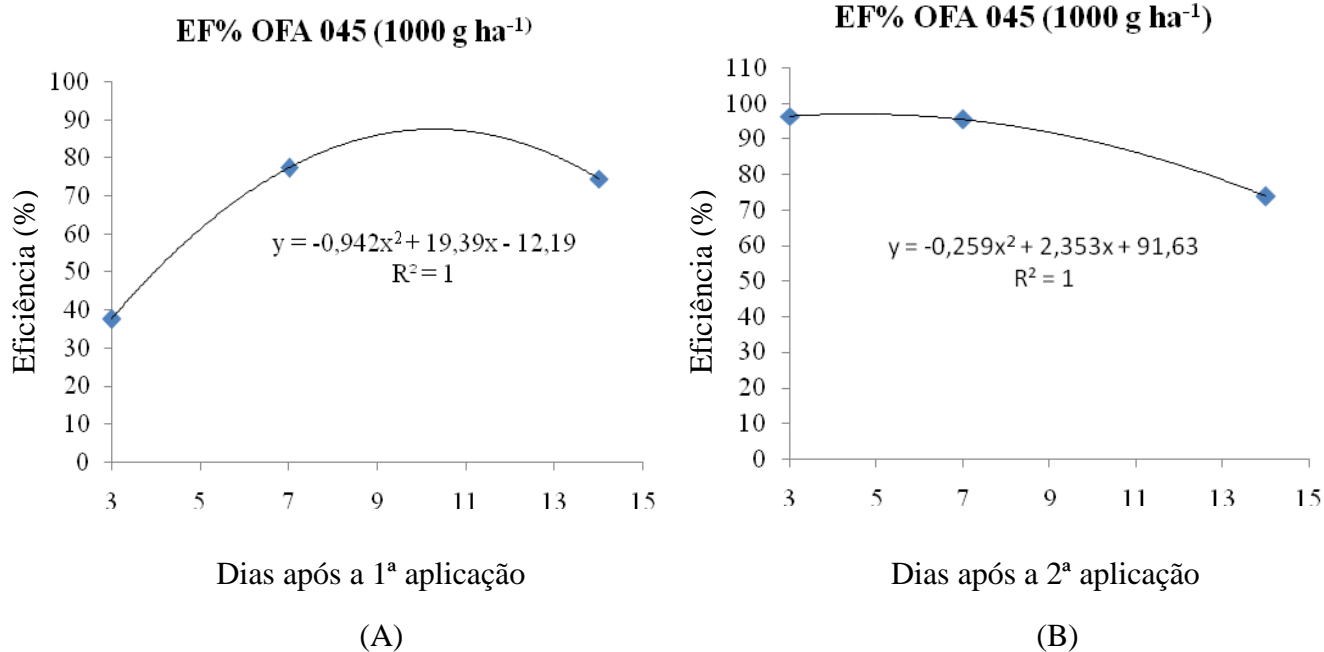 EF% OFA 045 (1000 g ha⁻¹⁾
100
90
80
70
60
50
40
30
20
10
0
Eficiência (%)
y = -0,942x² + 19,39x - 12,19
R² = 1
3 5 7 9 11 13 15
Dias após a 1ª aplicação
(A)
EF% OFA 045 (1000 g ha⁻¹)
110
100
90
80
70
60
50
40
30
20
10
0
Eficiência (%)
y = -0,259x² + 2,353x + 91,63
R² = 1
3 5 7 9 11 13 15
Dias após a 2ª aplicação
(B)